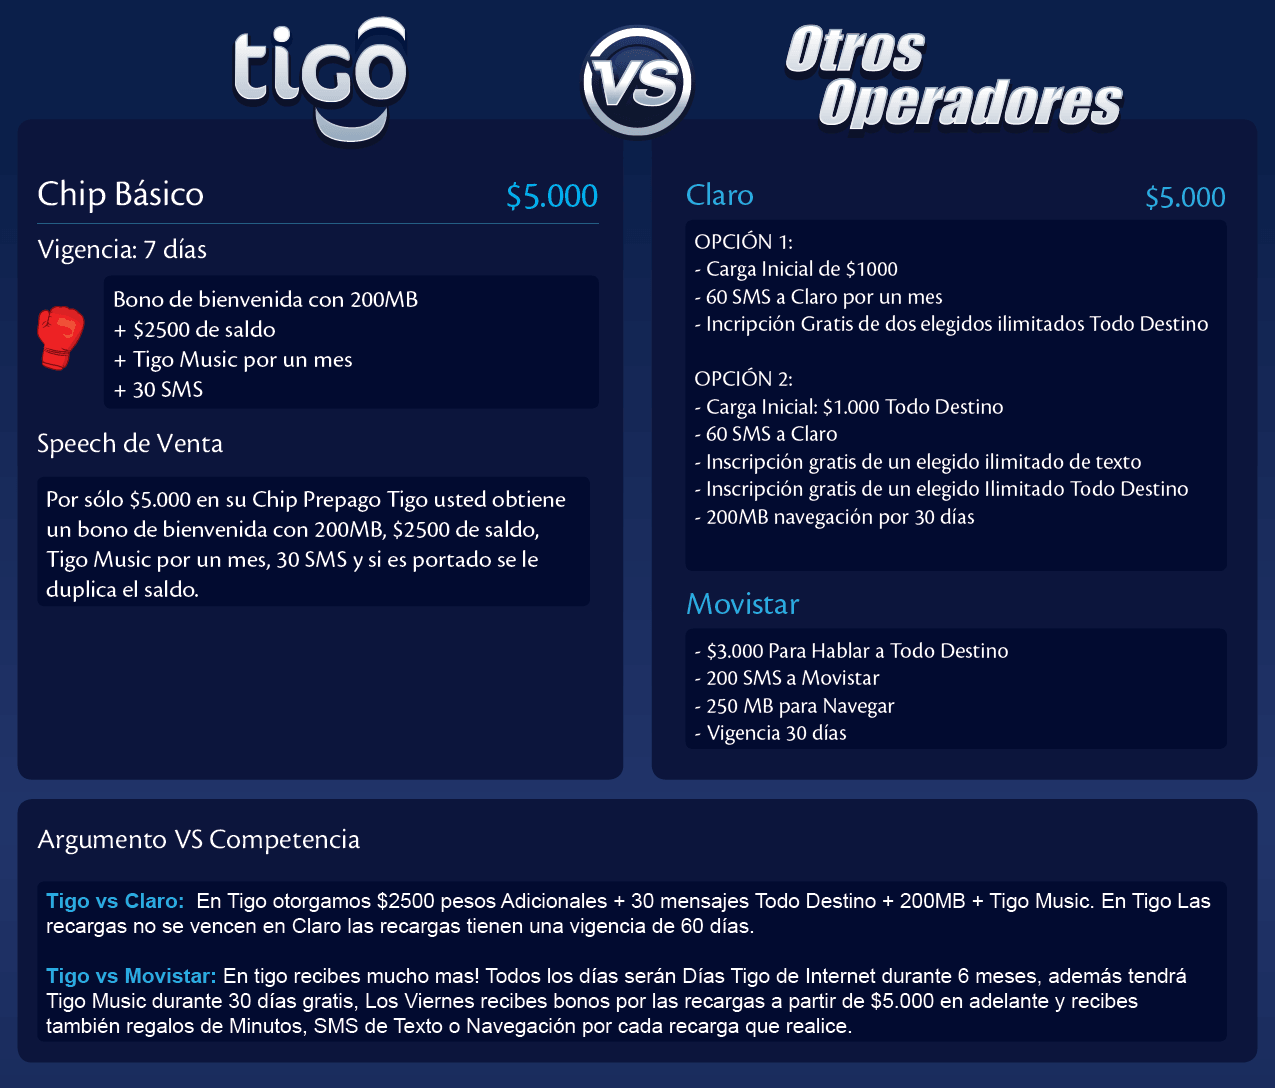 tigo
VS
Otros
Operadores
Chip Básico
$5.000
Vigencia: 7 días
Bono de bienvenida con 200MB
+ $2500 de saldo
+ Tigo Music por un mes
+ 30 SMS
Speech de Venta
Por sólo $5.000 en su Chip Prepago Tigo usted obtiene
un bono de bienvenida con 200MB, $2500 de saldo,
Tigo Music por un mes, 30 SMS y si es portado se le
duplica el saldo.
Claro
$5.000
OPCIÓN 1:
- Carga Inicial de $1000
- 60 SMS a Claro por un mes
- Incripción Gratis de dos elegidos ilimitados Todo Destino
OPCIÓN 2:
- Carga Inicial: $1.000 Todo Destino
- 60 SMS a Claro
- Inscripción gratis de un elegido ilimitado de texto
- Inscripción gratis de un elegido Ilimitado Todo Destino
- 200MB navegación por 30 días
Movistar
- $3.000 Para Hablar a Todo Destino
- 200 SMS a Movistar
- 250 MB para Navegar
- Vigencia 30 días
Argumento VS Competencia
Tigo vs Claro: En Tigo otorgamos $2500 pesos Adicionales + 30 mensajes Todo Destino + 200MB + Tigo Music. En Tigo Las
recargas no se vencen en Claro las recargas tienen una vigencia de 60 días.
Tigo vs Movistar: En tigo recibes mucho mas! Todos los días serán Días Tigo de Internet durante 6 meses, además tendrá
Tigo Music durante 30 días gratis, Los Viernes recibes bonos por las recargas a partir de $5.000 en adelante y recibes
también regalos de Minutos, SMS de Texto o Navegación por cada recarga que realice.